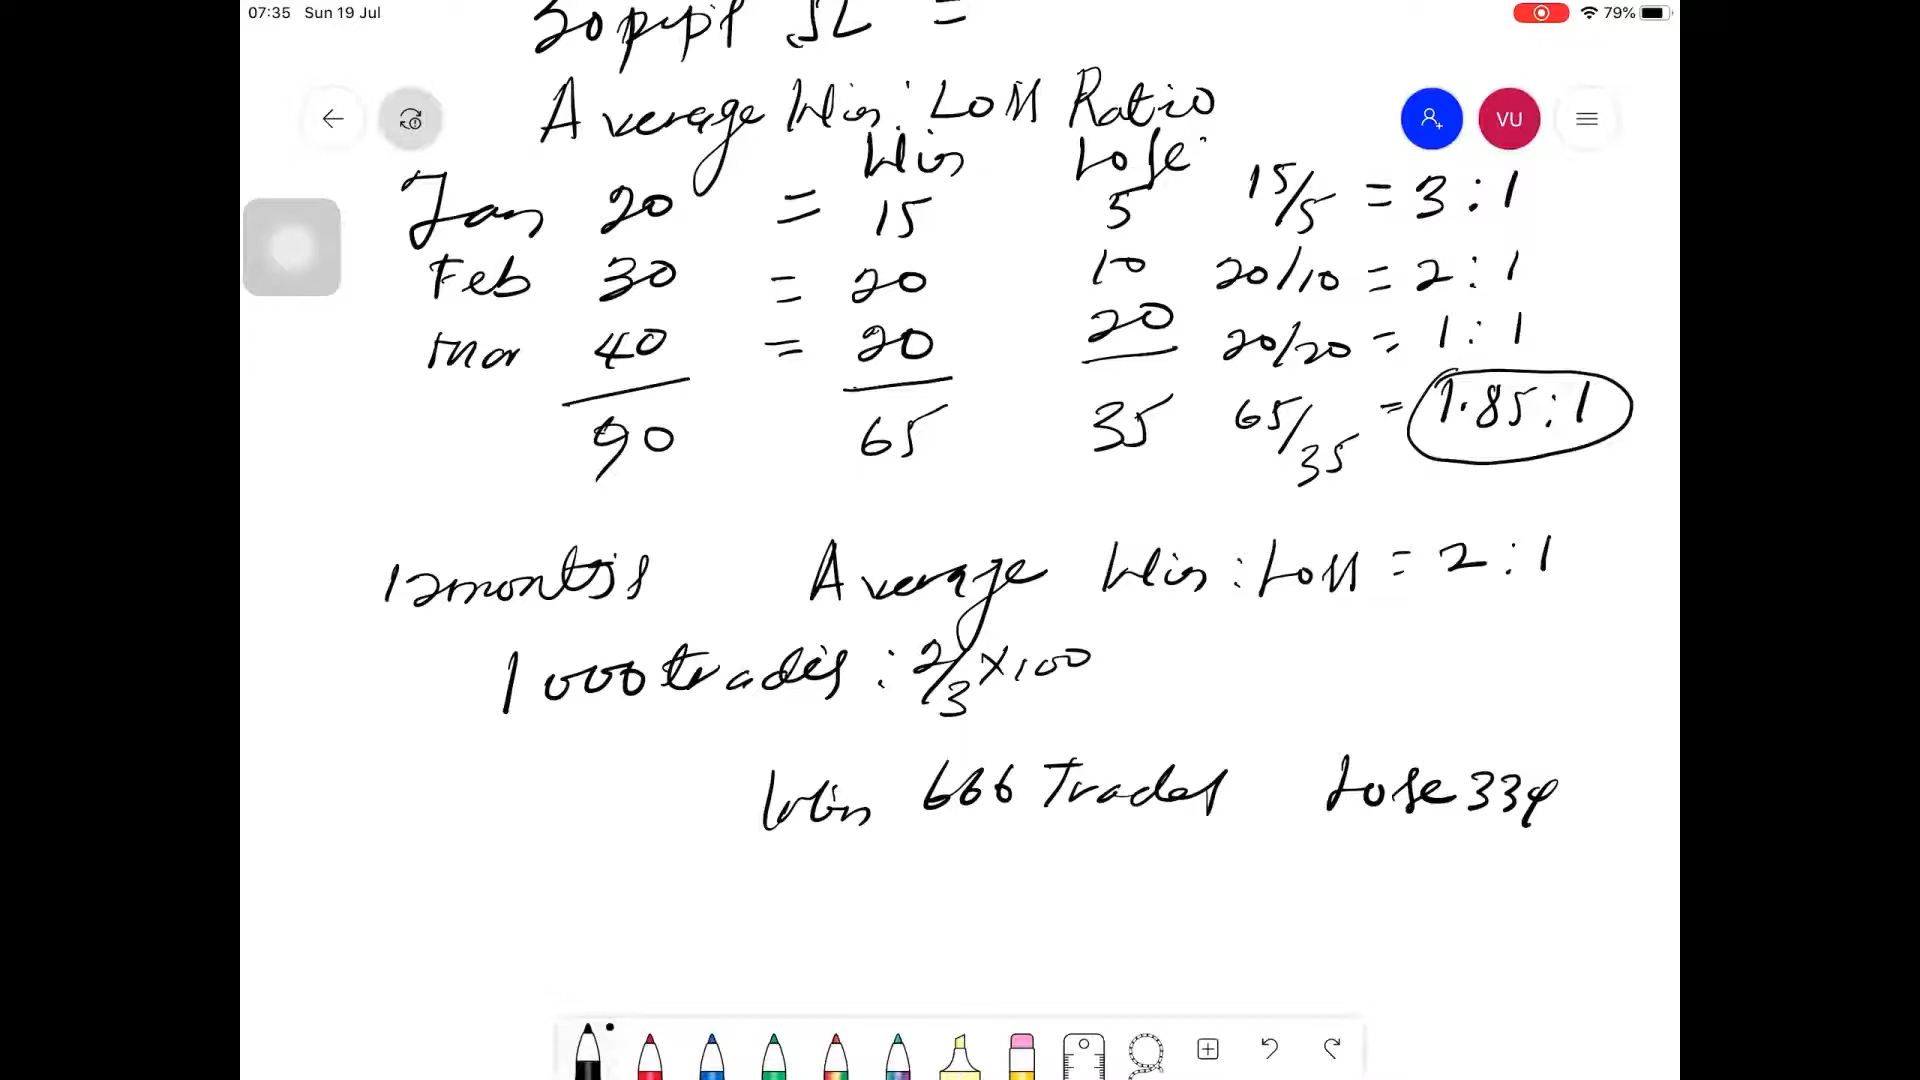 07:35 Sun 19 Jul 79%
SL =
Average Win: Loss Ratio
VU
Win Lose
Jan 20 = 15 5 15/5 = 3:1
Feb 30 = 20 10 20/10 = 2:1
Mar 40 = 20 20 20/20 = 1:1
90 65 35 65/35 = 1.85:1
12 months Average Win: Loss = 2:1
1000 trades: 2/3 x 100
Win 666 Trades Lose 334